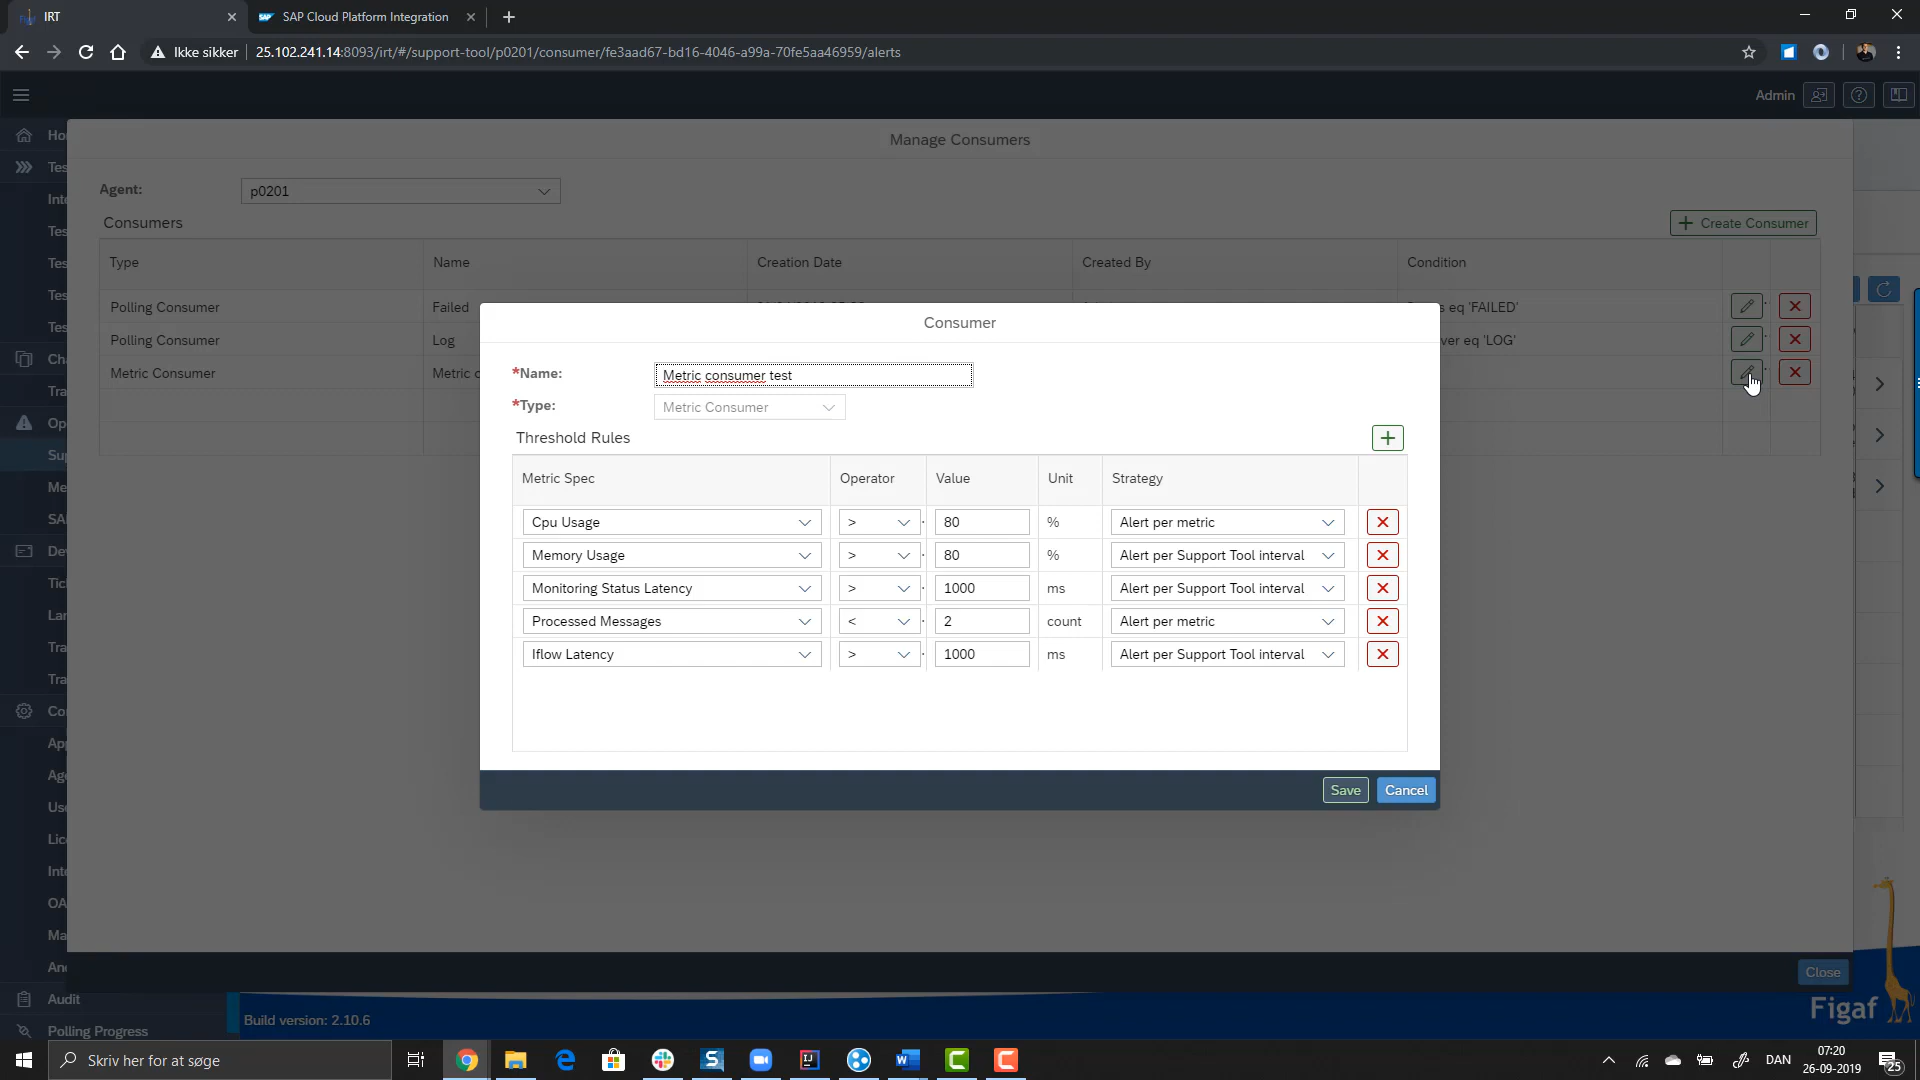 IRT
SAP Cloud Platform Integration
Ikke sikker
25.102.241.14:8093/irt/#/support-tool/p0201/consumer/fe3aad67-bd16-4046-a99a-70fe5aa46959/alerts
Admin
Manage Consumers
Agent:
p0201
Consumers
Create Consumer
Type Name Creation Date Created By Condition
Polling Consumer Failed eq 'FAILED'
Polling Consumer Log eq 'LOG'
Metric Consumer Metric c
Consumer
*Name: Metric consumer test
*Type: Metric Consumer
Threshold Rules
Metric Spec Operator Value Unit Strategy
Cpu Usage > 80 % Alert per metric
Memory Usage > 80 % Alert per Support Tool interval
Monitoring Status Latency > 1000 ms Alert per Support Tool interval
Processed Messages < 2 count Alert per metric
Iflow Latency > 1000 ms Alert per Support Tool interval
Save Cancel
Close
Audit
Polling Progress
Build version: 2.10.6
Figaf
Skriv her for at søge
DAN
07:20
26-09-2019
25